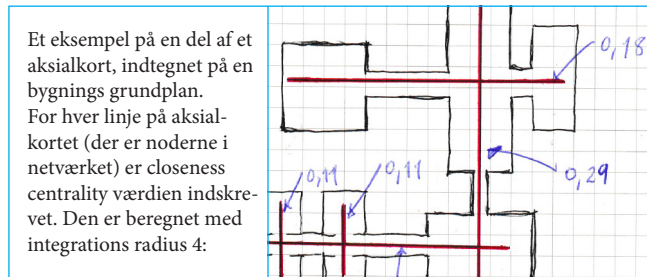 Et eksempel på en del af et
aksialkort, indtegnet på en
bygnings grundplan.
For hver linje på aksial-
kortet (der er noderne i
netværket) er closeness
centrality værdien indskre-
vet. Den er beregnet med
integrations radius 4:
0,18
0,11
0,11
0,29